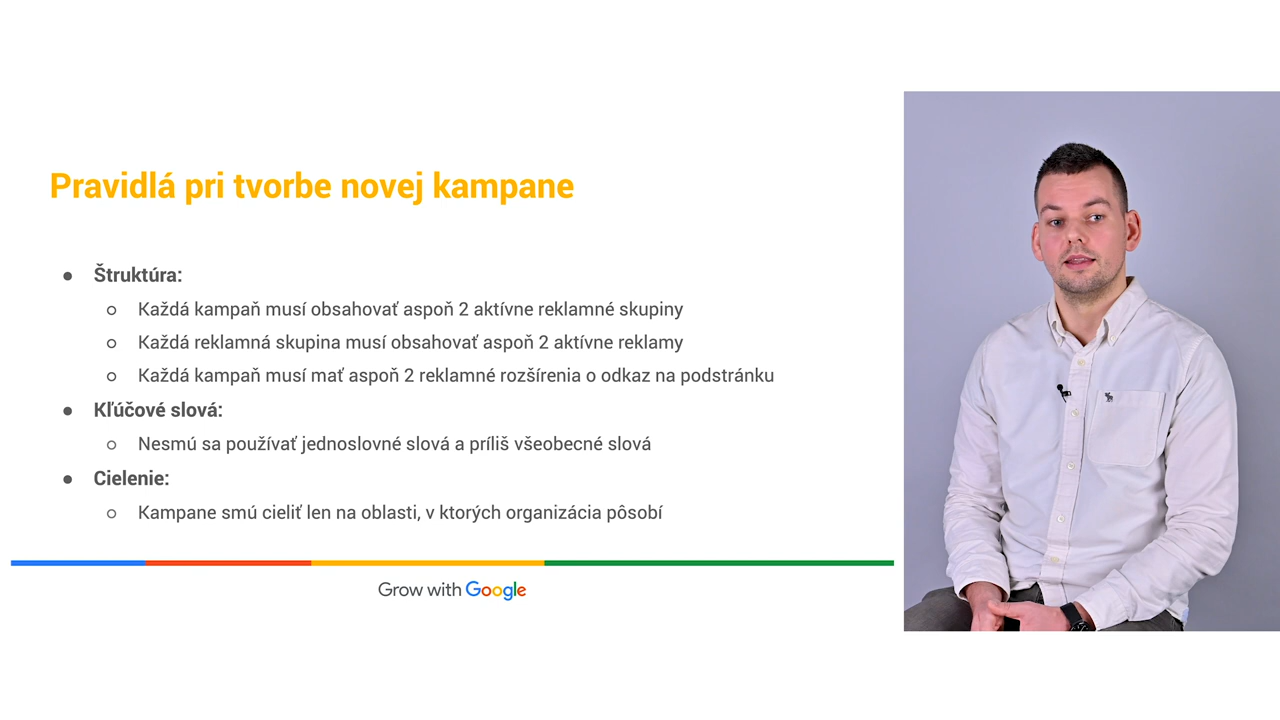 Pravidlá pri tvorbe novej kampane
● Štruktúra:
○ Každá kampaň musí obsahovať aspoň 2 aktívne reklamné skupiny
○ Každá reklamná skupina musí obsahovať aspoň 2 aktívne reklamy
○ Každá kampaň musí mať aspoň 2 reklamné rozšírenia o odkaz na podstránku
● Kľúčové slová:
○ Nesmú sa používať jednoslovné slová a príliš všeobecné slová
● Cielenie:
○ Kampane smú cieliť len na oblasti, v ktorých organizácia pôsobí
Grow with Google